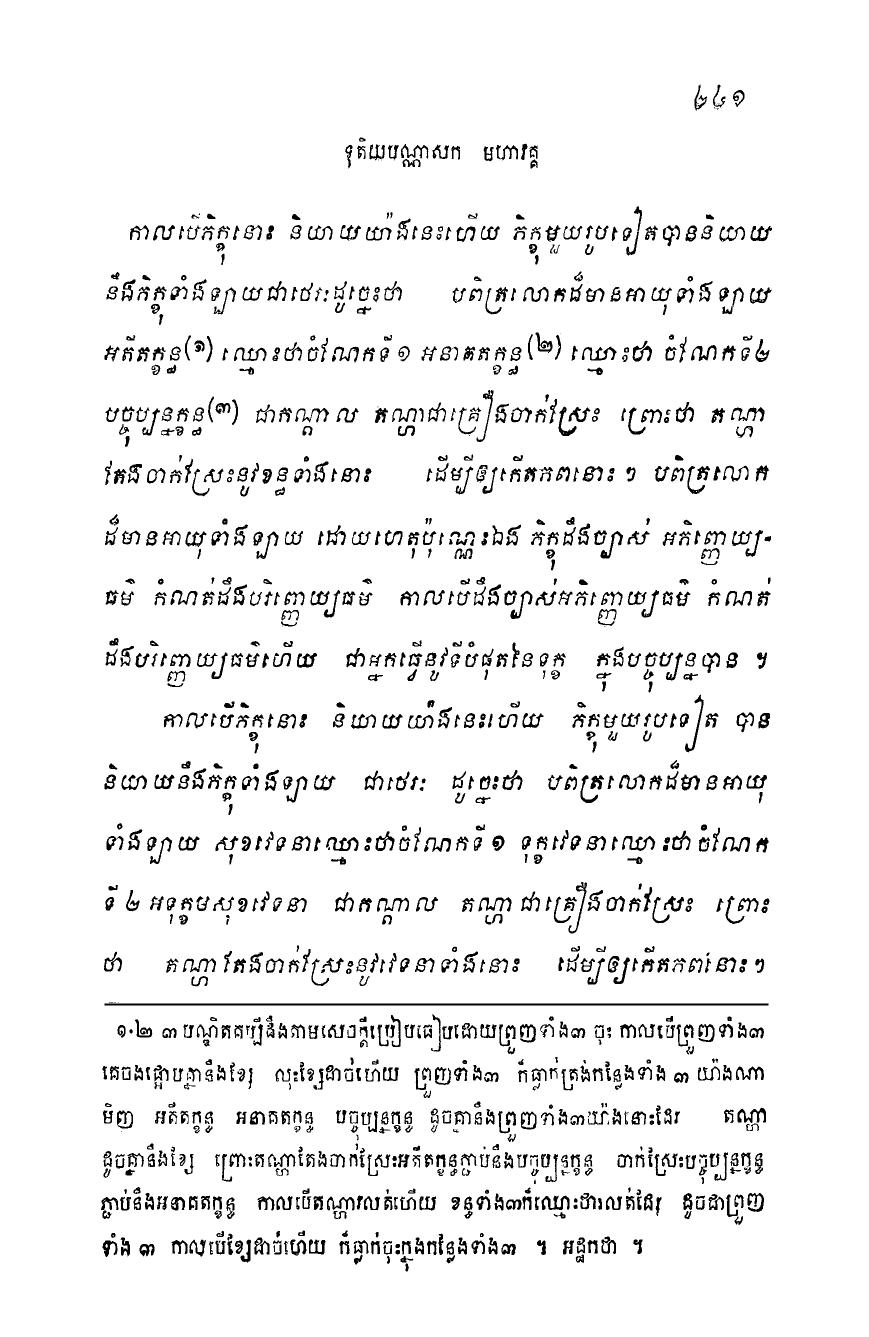 ២៤១
ទុតិយបណ្ណាសក មហាវគ្គ
កាលបើភិក្ខុនោះ និយាយយ៉ាងនេះហើយ ភិក្ខុមួយរូបទៀតបាននិយាយ
នឹងភិក្ខុទាំងឡាយជាថេរៈដូច្នេះថា បពិត្រលោកដ៏មានអាយុទាំងឡាយ
អតីតក្ខន្ធ(១) ឈ្មោះថាចំណែកទី១ អនាគតក្ខន្ធ(២) ឈ្មោះថា ចំណែកទី២
បច្ចុប្បន្នក្ខន្ធ(៣) ជាកណ្តាល តណ្ហាជាគ្រឿងចាក់ស្រែះ ព្រោះថា តណ្ហា
តែងចាក់ស្រែះនូវខន្ធទាំងនោះ ដើម្បីឲ្យកើតភពនោះៗ បពិត្រលោក
ដ៏មានអាយុទាំងឡាយ ដោយហេតុប៉ុណ្ណេះឯង ភិក្ខុដឹងច្បាស់ អភិញ្ញេយ្យ-
ធម៌ កំណត់ដឹងបរិញ្ញេយ្យធម៌ កាលបើដឹងច្បាស់អភិញ្ញេយ្យធម៌ កំណត់
ដឹងបរិញ្ញេយ្យធម៌ហើយ ជាអ្នកធ្វើនូវទីបំផុតនៃទុក្ខ ក្នុងបច្ចុប្បន្នបាន ។
កាលបើភិក្ខុនោះ និយាយយ៉ាងនេះហើយ ភិក្ខុមួយរូបទៀត បាន
និយាយនឹងភិក្ខុទាំងឡាយ ជាថេរៈ ដូច្នេះថា បពិត្រលោកដ៏មានអាយុ
ទាំងឡាយ សុខវេទនាឈ្មោះថាចំណែកទី១ ទុក្ខវេទនាឈ្មោះថាចំណែក
ទី២ អទុក្ខមសុខវេទនា ជាកណ្តាល តណ្ហាជាគ្រឿងចាក់ស្រែះ ព្រោះ
ថា តណ្ហាតែងចាក់ស្រែះនូវវេទនាទាំងនោះ ដើម្បីឲ្យកើតភពនោះៗ
១-២ ៣ បណ្ឌិតគប្បីដឹងតាមសេចក្តីប្រៀបធៀបដោយព្រួញទាំង៣ ចុះ កាលបើព្រួញទាំង៣
គេចងផ្គោបគ្នានឹងខ្សែ លុះខ្សែដាច់ហើយ ព្រួញទាំង៣ ក៏ធ្លាក់ត្រង់កន្លែងទាំង ៣ យ៉ាងណា
មិញ អតីតក្ខន្ធ អនាគតក្ខន្ធ បច្ចុប្បន្នក្ខន្ធ ដូចគ្នានឹងព្រួញទាំង៣យ៉ាងនោះដែរ តណ្ហា
ដូចគ្នានឹងខ្សែ ព្រោះតណ្ហាតែងចាក់ស្រែះអតីតក្ខន្ធភ្ជាប់នឹងបច្ចុប្បន្នក្ខន្ធ ចាក់ស្រែះបច្ចុប្បន្នក្ខន្ធ
ភ្ជាប់នឹងអនាគតក្ខន្ធ កាលបើតណ្ហារលត់ហើយ ខន្ធទាំង៣ក៏ឈ្មោះថារលត់ដែរ ដូចជាព្រួញ
ទាំង ៣ កាលបើខ្សែដាច់ហើយ ក៏ធ្លាក់ចុះក្នុងកន្លែងទាំង៣ ។ អដ្ឋកថា ។